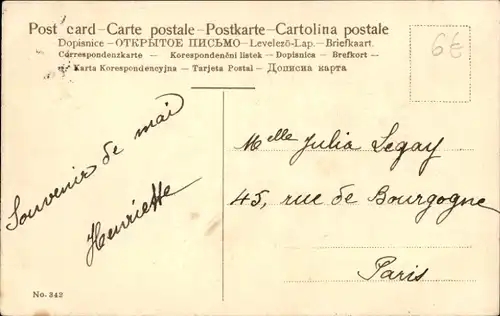 Post card – Carte postale – Postkarte – Cartolina postale
Dopisnice – ОТКРЫТОЕ ПИСЬМО – Levelező-Lap. – Briefkaart.
Correspondenzkarte – Korespondenční lístek – Dopisnica – Brefkort –
Karta Korespondencyjna – Tarjeta Postal – Дописна карта
6€
Souvenir de mai
Henriette
Melle Julia Legay
45, rue de Bourgogne
Paris
No. 342